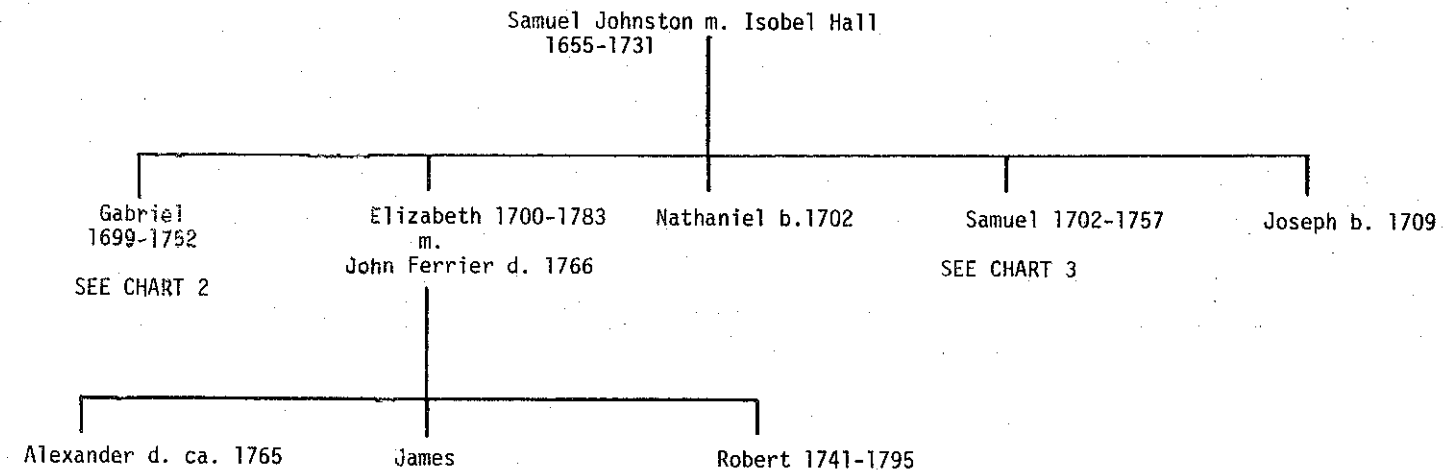 Samuel Johnston m. Isobel Hall
1655-1731
Gabriel
1699-1752
SEE CHART 2
Elizabeth 1700-1783
m.
John Ferrier d. 1766
Nathaniel b.1702
Samuel 1702-1757
SEE CHART 3
Joseph b. 1709
Alexander d. ca. 1765
James
Robert 1741-1795